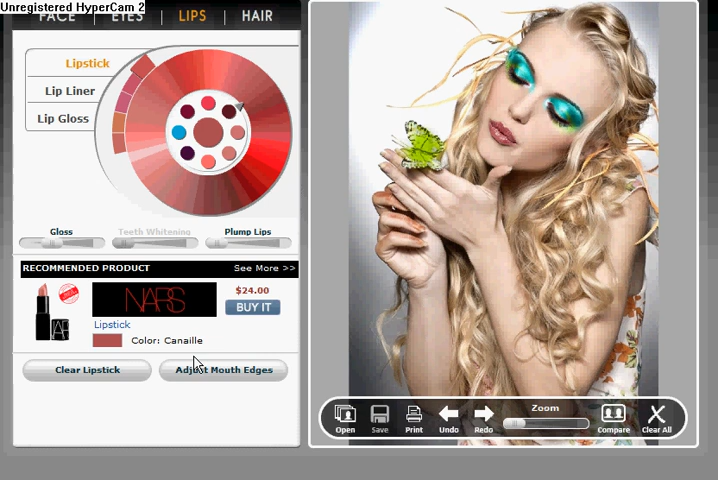 Unregistered HyperCam 2
FACE | EYES | LIPS | HAIR
Lipstick
Lip Liner
Lip Gloss
Gloss
Teeth Whitening
Plump Lips
RECOMMENDED PRODUCT
See More >>
NARS
$24.00
BUY IT
Lipstick
Color: Canaille
Clear Lipstick
Adjust Mouth Edges
Zoom
Open
Save
Print
Undo
Redo
Compare
Clear All